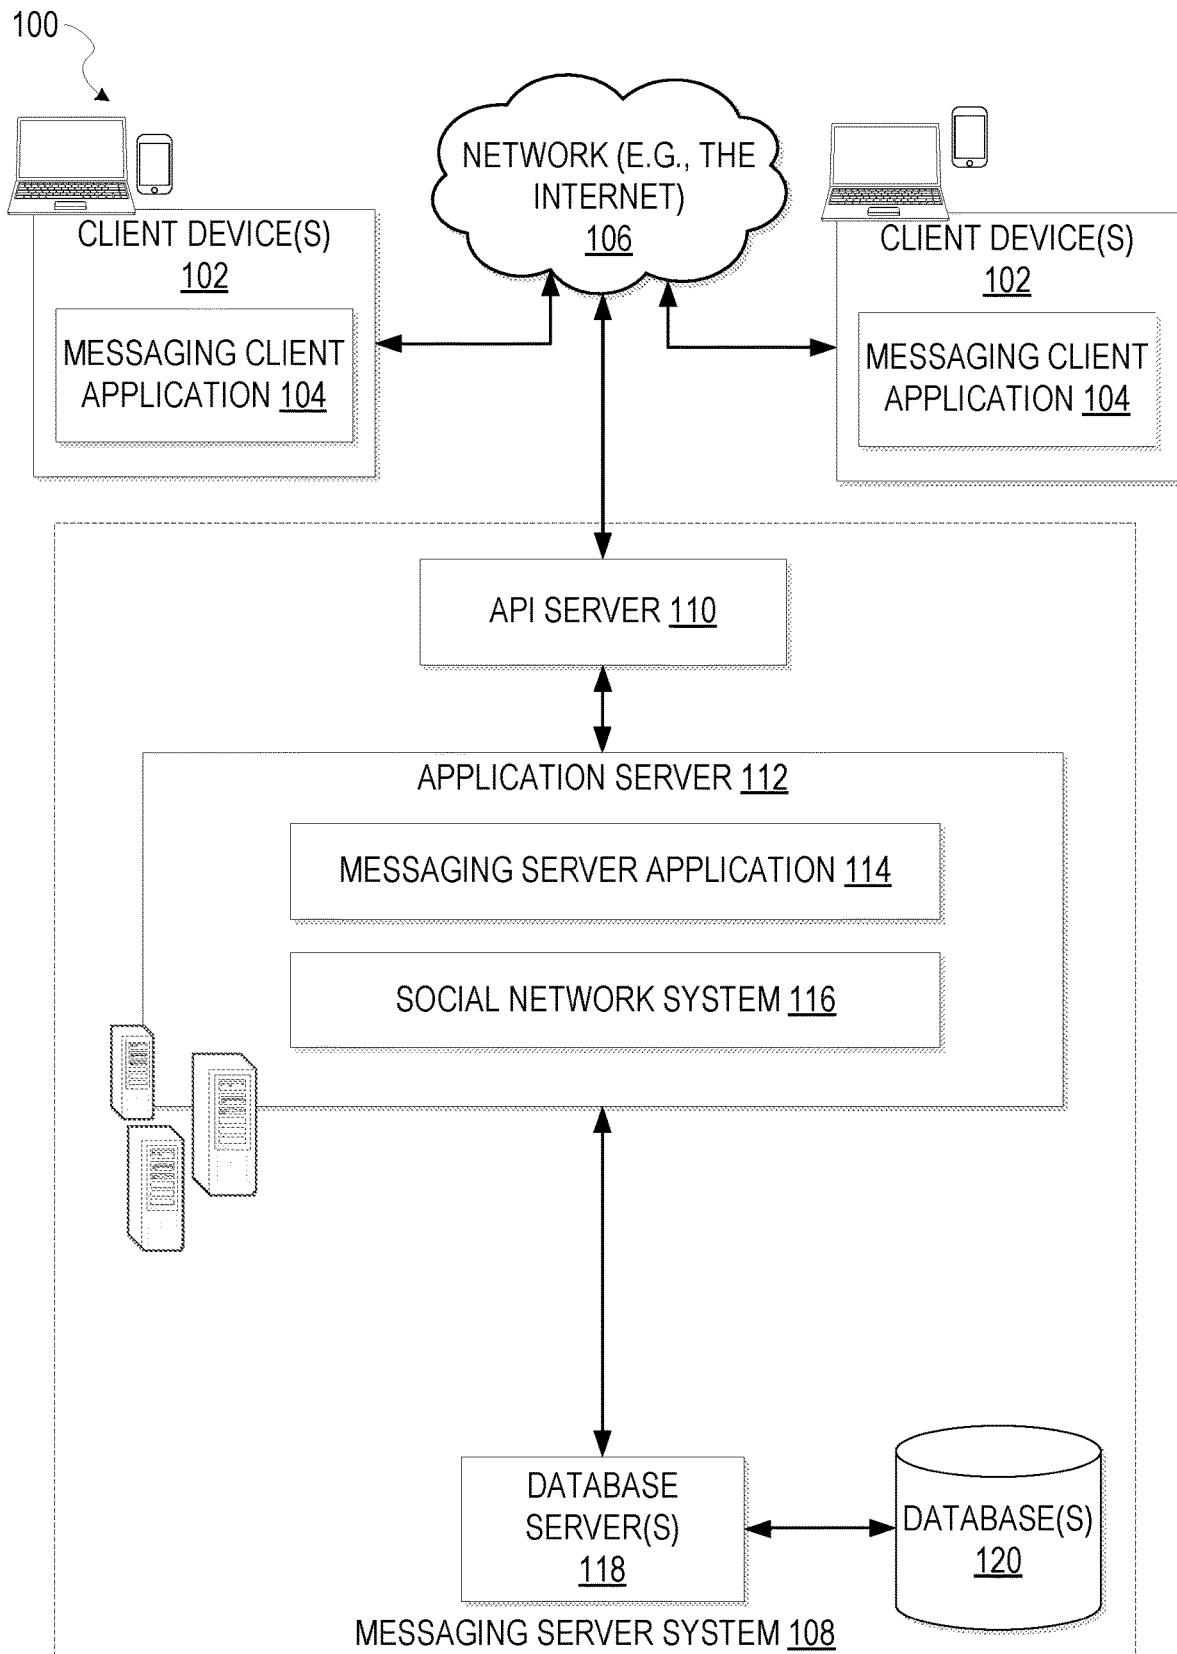 100
NETWORK (E.G., THE
INTERNET)
106
CLIENT DEVICE(S)
102
MESSAGING CLIENT
APPLICATION 104
CLIENT DEVICE(S)
102
MESSAGING CLIENT
APPLICATION 104
API SERVER 110
APPLICATION SERVER 112
MESSAGING SERVER APPLICATION 114
SOCIAL NETWORK SYSTEM 116
DATABASE
SERVER(S)
118
DATABASE(S)
120
MESSAGING SERVER SYSTEM 108